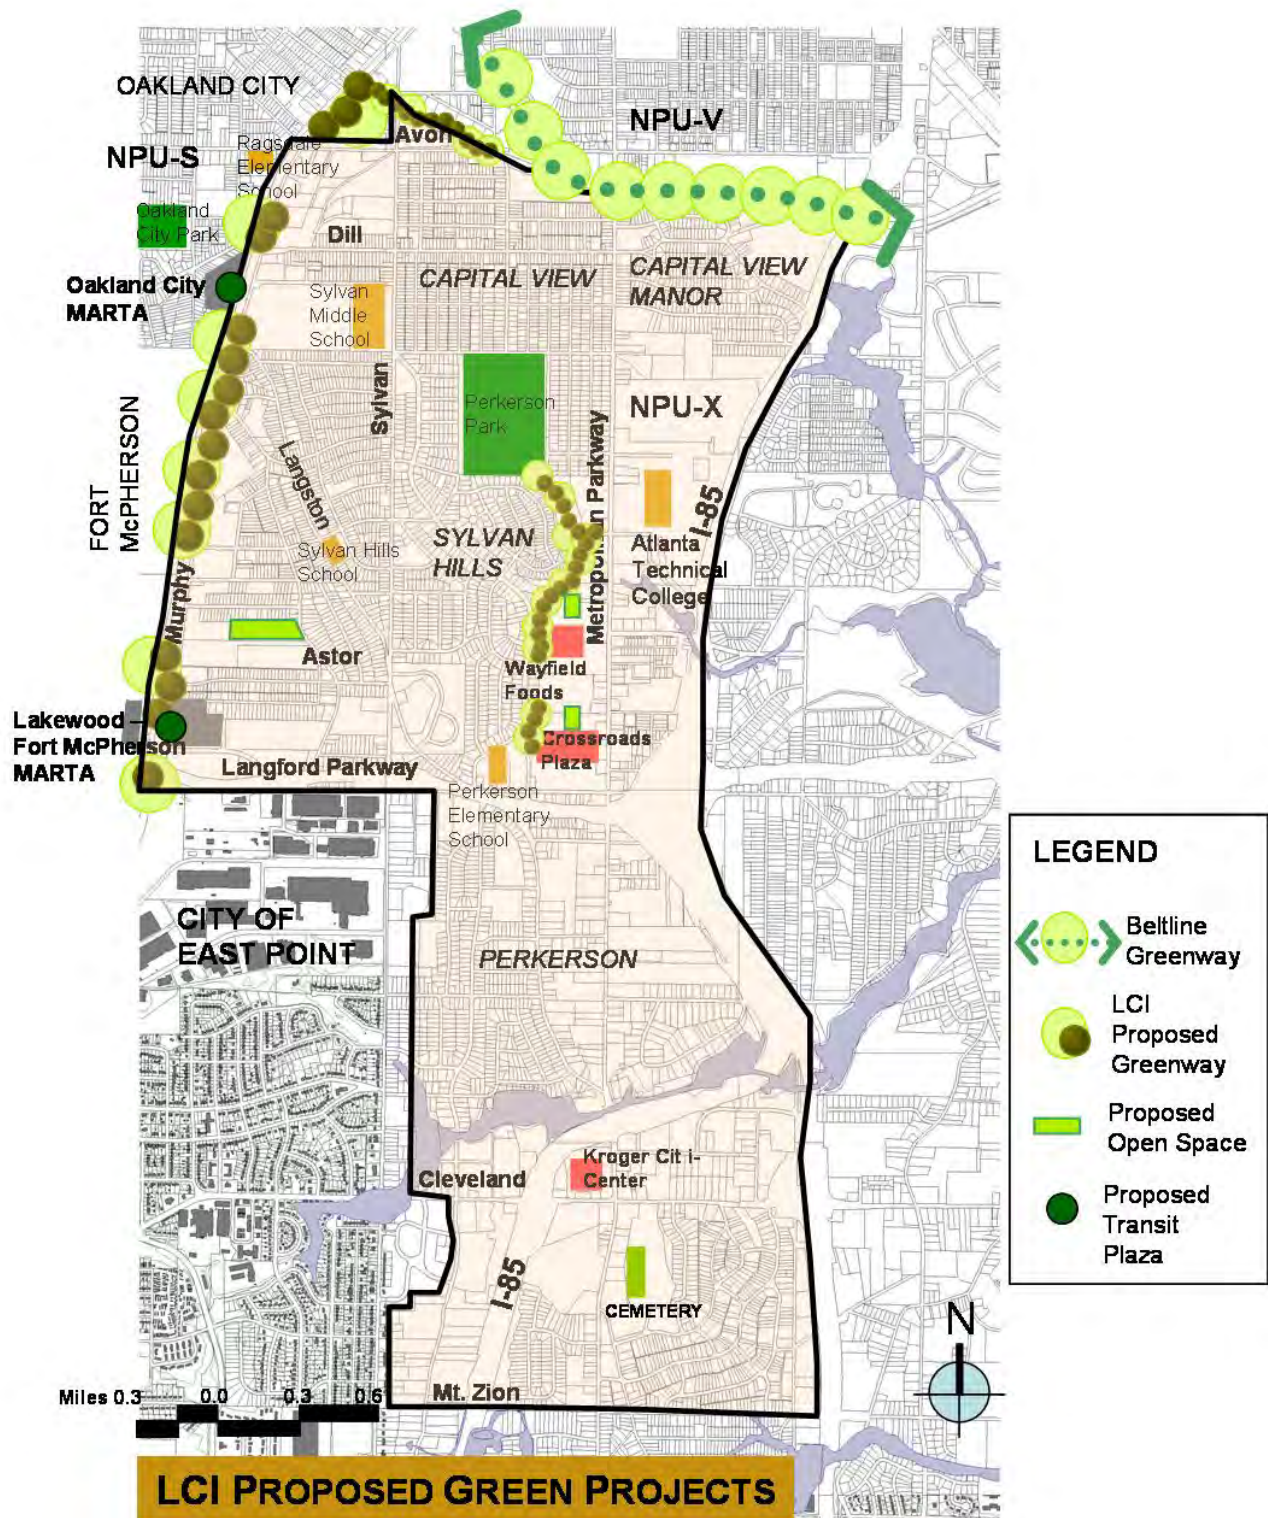 OAKLAND CITY
NPU-V
Avon
NPU-S
Ragsdale
Elementary
School
Oakland
City Park
Dill
CAPITAL VIEW
CAPITAL VIEW
MANOR
Oakland City
MARTA
Sylvan
Middle
School
Sylvan
Perkerson
Park
NPU-X
Metropolitan Parkway
FORT
McPHERSON
Langston
I-85
SYLVAN
HILLS
Sylvan Hills
School
Atlanta
Technical
College
Murphy
Astor
Wayfield
Foods
Lakewood
Fort McPherson
MARTA
Crossroads
Plaza
Langford Parkway
Perkerson
Elementary
School
CITY OF
EAST POINT
PERKERSON
LEGEND
Beltline
Greenway
LCI
Proposed
Greenway
Proposed
Open Space
Proposed
Transit
Plaza
Kroger Cit i-
Center
Cleveland
I-85
CEMETERY
N
Miles 0.3 0.0 0.3 0.6
Mt. Zion
LCI PROPOSED GREEN PROJECTS